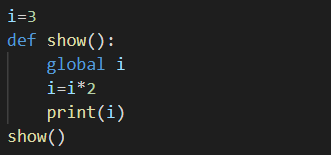 i=3
def show():
    global i
    i=i*2
    print(i)
show()